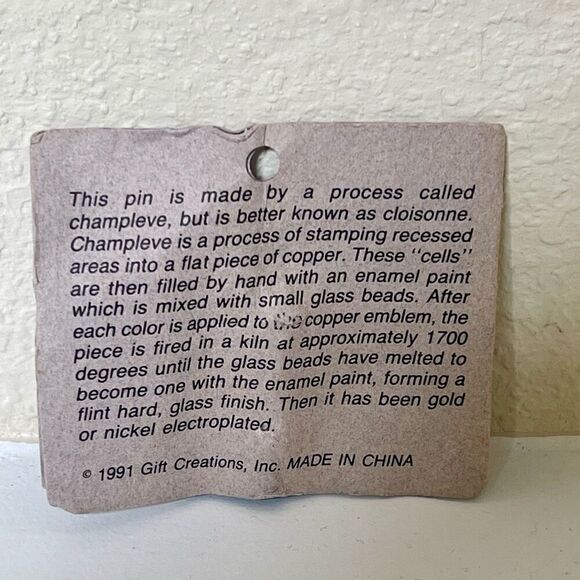 This pin is made by a process called
champleve, but is better known as cloisonne.
Champleve is a process of stamping recessed
areas into a flat piece of copper. These "cells"
are then filled by hand with an enamel paint
which is mixed with small glass beads. After
each color is applied to the copper emblem, the
piece is fired in a kiln at approximately 1700
degrees until the glass beads have melted to
become one with the enamel paint, forming a
flint hard, glass finish. Then it has been gold
or nickel electroplated.
© 1991 Gift Creations, Inc. MADE IN CHINA